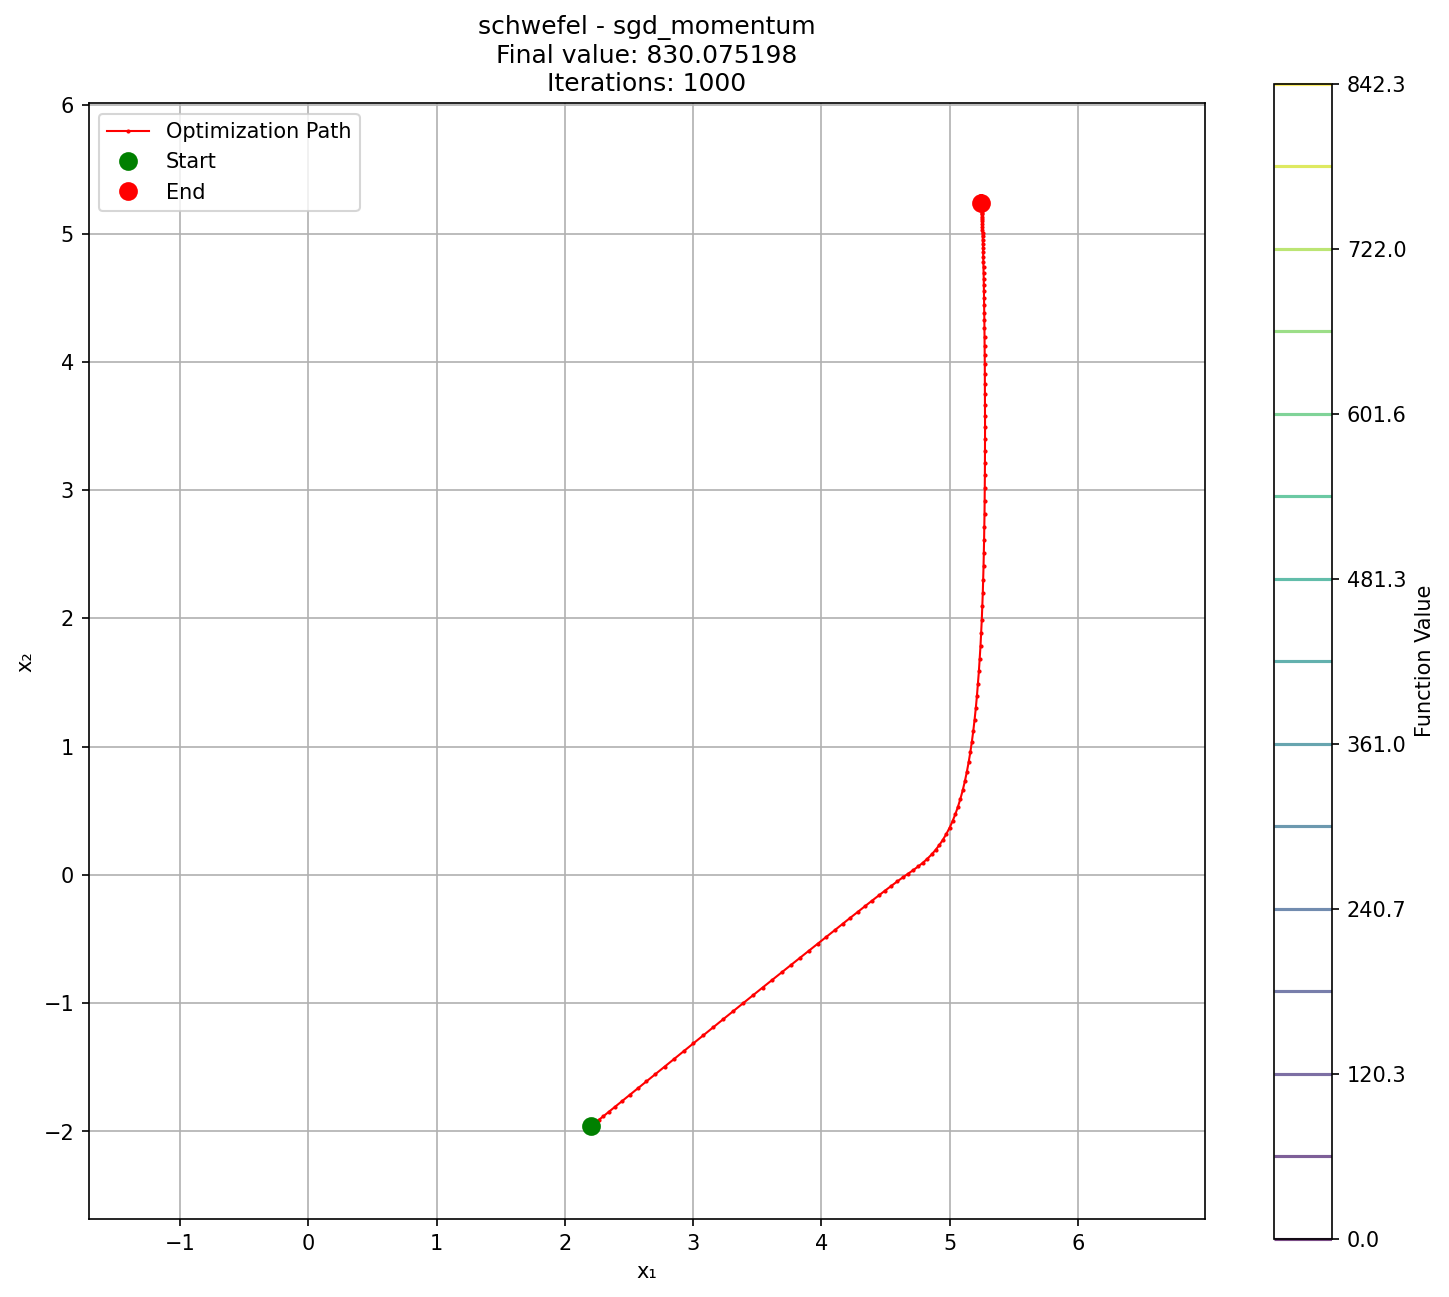 schwefel - sgd_momentum
Final value: 830.075198
Iterations: 1000
Optimization Path
Start
End
6
5
4
3
2
1
0
−1
−2
x₂
−1
0
1
2
3
4
5
6
x₁
842.3
722.0
601.6
481.3
361.0
240.7
120.3
0.0
Function Value